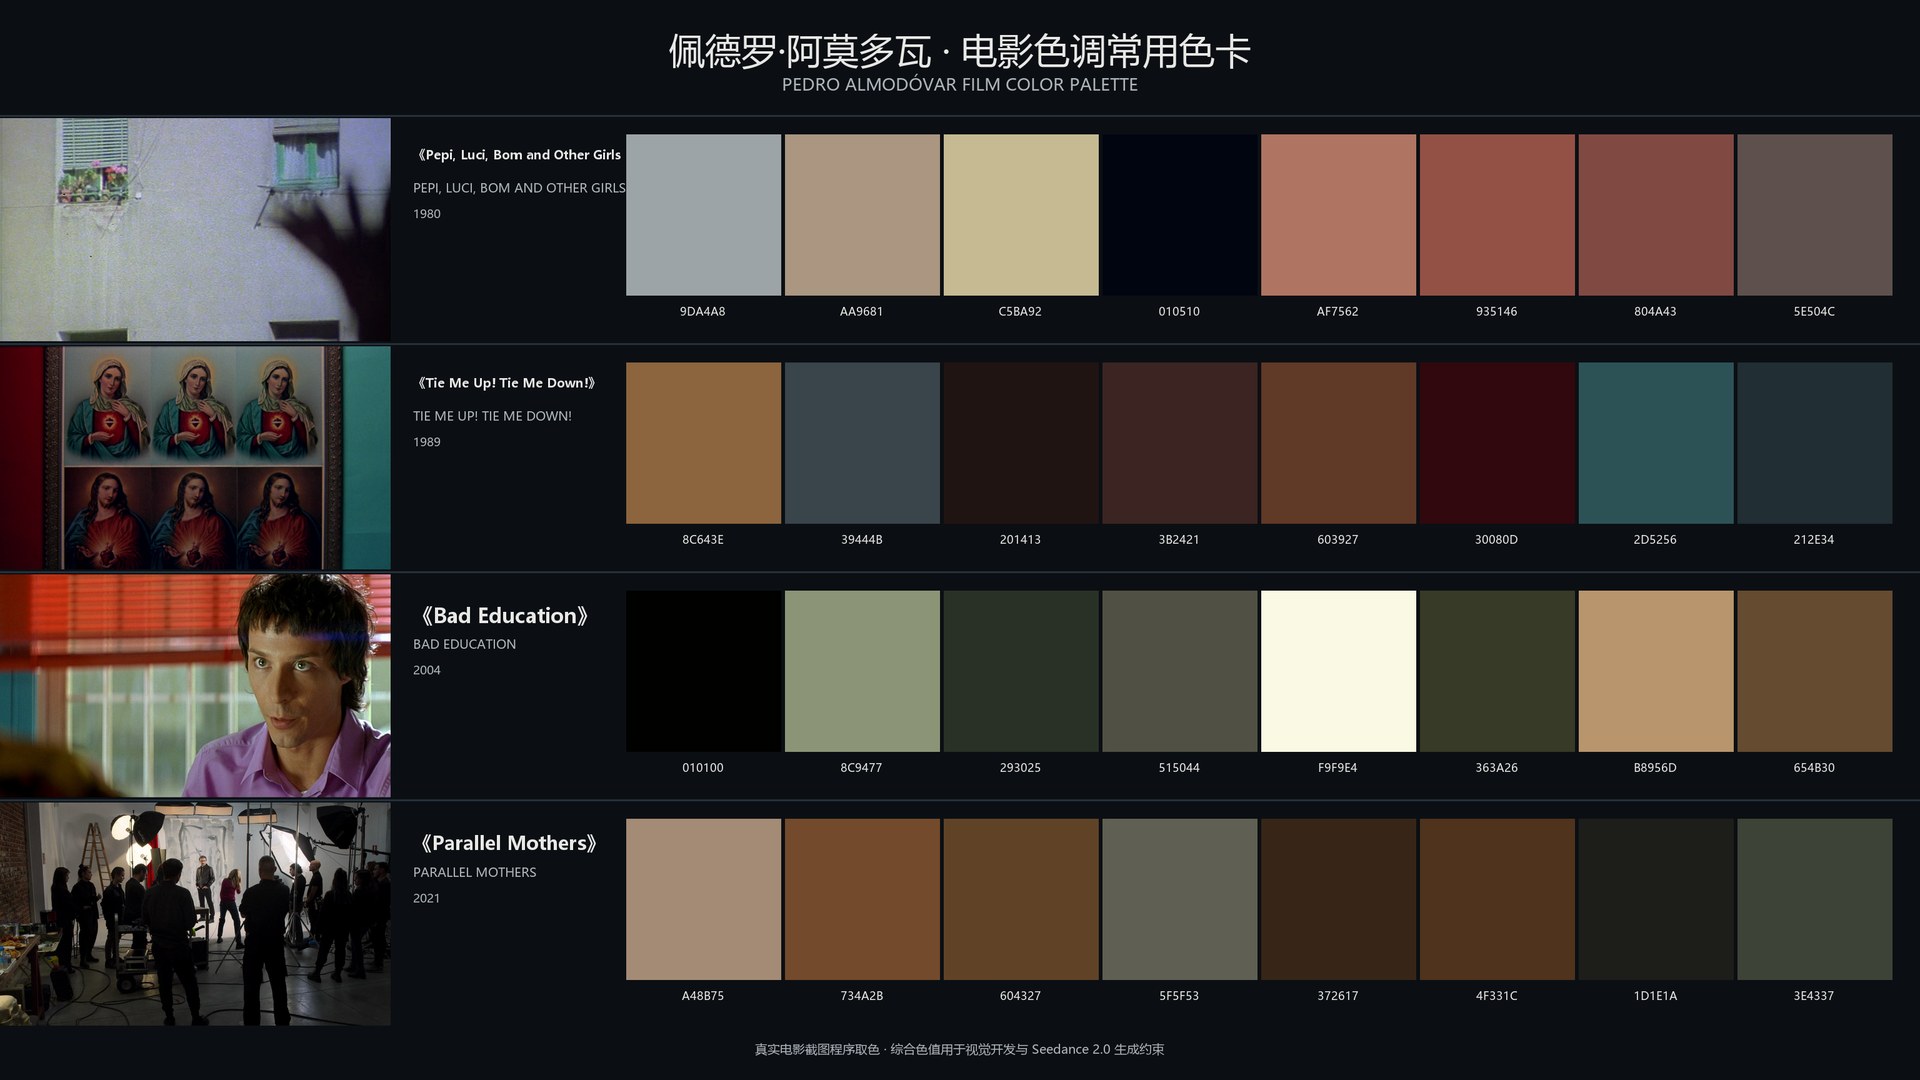 佩德罗·阿莫多瓦 · 电影色调常用色卡
PEDRO ALMODÓVAR FILM COLOR PALETTE
《Pepi, Luci, Bom and Other Girls
PEPI, LUCI, BOM AND OTHER GIRLS
1980
9DA4A8 AA9681 C5BA92 010510 AF7562 935146 804A43 5E504C
《Tie Me Up! Tie Me Down!》
TIE ME UP! TIE ME DOWN!
1989
8C643E 39444B 201413 3B2421 603927 30080D 2D5256 212E34
《Bad Education》
BAD EDUCATION
2004
010100 8C9477 293025 515044 F9F9E4 363A26 B8956D 654B30
《Parallel Mothers》
PARALLEL MOTHERS
2021
A48B75 734A2B 604327 5F5F53 372617 4F331C 1D1E1A 3E4337
真实电影截图程序取色 · 综合色值用于视觉开发与 Seedance 2.0 生成约束